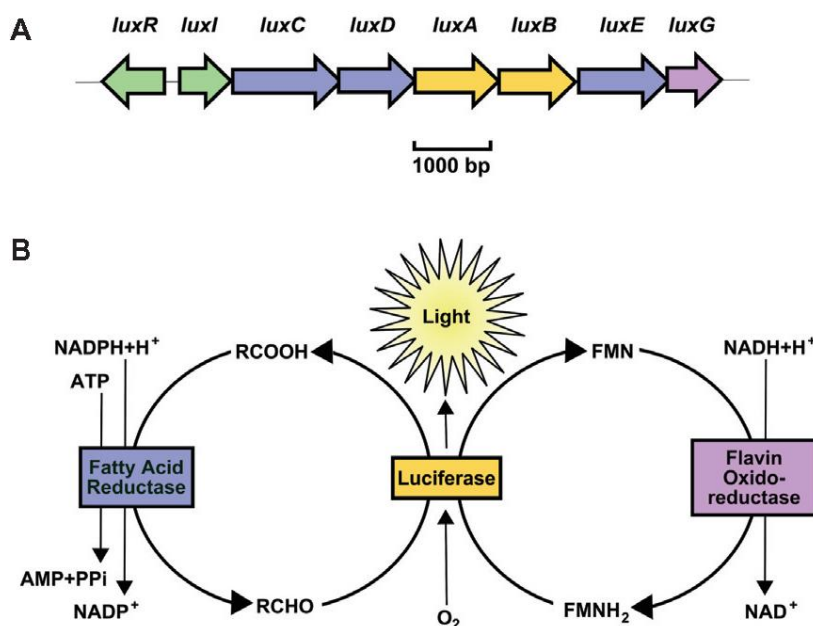 A
luxR luxI luxC luxD luxA luxB luxE luxG
1000 bp
B
Light
NADPH+H⁺
RCOOH
FMN
NADH+H⁺
ATP
Fatty Acid
Reductase
Luciferase
Flavin
Oxido-
reductase
AMP+PPi
NADP⁺
RCHO
O₂
FMNH₂
NAD⁺